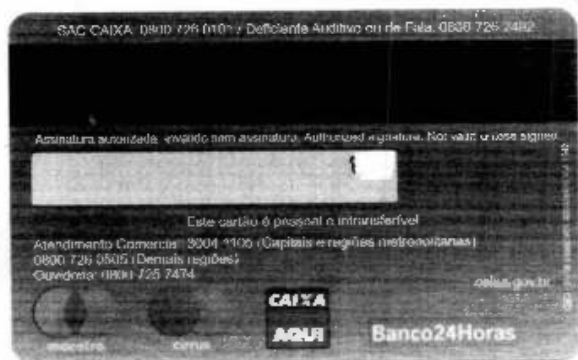 SAC CAIXA: 0800 726 0101 / Deficiente Auditivo ou de Fala: 0800 726 2492
Assinatura autorizada. Inválido sem assinatura. Authorized signature. Not valid unless signed.
Este cartão é pessoal e intransferível
Atendimento Comercial: 3004 1105 (Capitais e regiões metropolitanas)
0800 726 0505 (Demais regiões)
Ouvidoria: 0800 725 7474
.gov.br
maestro
cirrus
CAIXA
AQUI
Banco24Horas